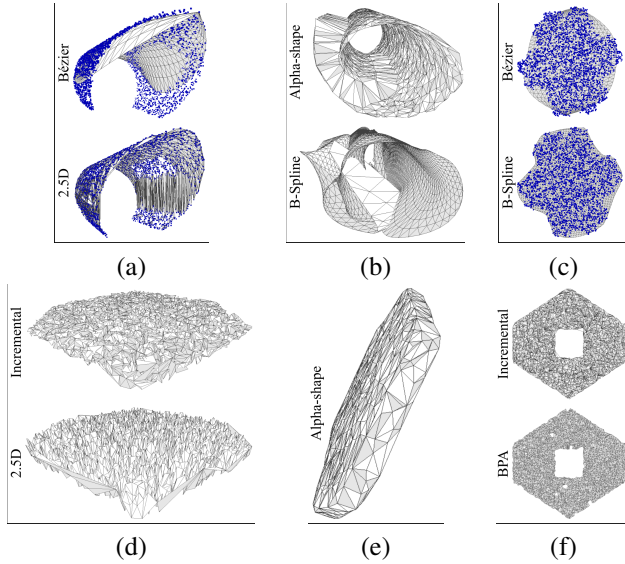 Bézier
2.5D
(a)
Alpha-shape
B-Spline
(b)
Bézier
B-Spline
(c)
Incremental
2.5D
(d)
Alpha-shape
(e)
Incremental
BPA
(f)